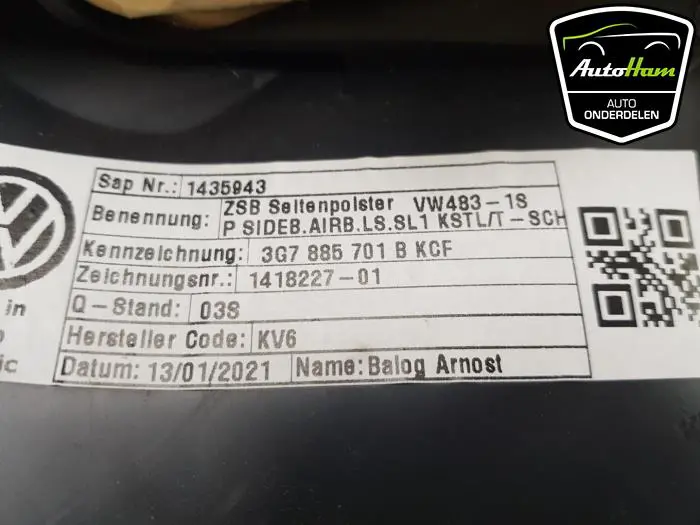 AutoHam
AUTO
ONDERDELEN
Sap Nr.: 1435943
Benennung: ZSB Seitenpolster VW483-1S
P SIDEB.AIRB.LS.SL1 KSTL/T-SCH
Kennzeichnung: 3G7 885 701 B KCF
Zeichnungsnr.: 1418227-01
Q-Stand: 03S
Hersteller Code: KV6
Datum: 13/01/2021 Name: Balog Arnost
in
ic